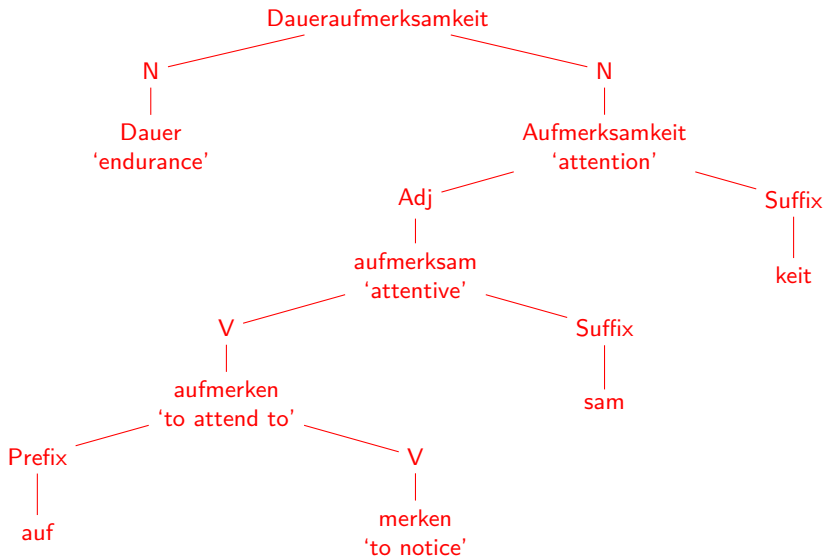 Daueraufmerksamkeit
N
N
Dauer
‘endurance’
Aufmerksamkeit
‘attention’
Adj
Suffix
aufmerksam
‘attentive’
keit
V
Suffix
aufmerken
‘to attend to’
sam
Prefix
V
auf
merken
‘to notice’